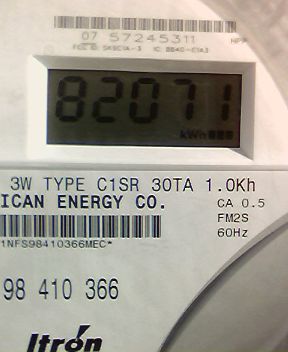 07 57245311
82071
kWh
3W TYPE C1SR 30TA 1.0Kh
ICAN ENERGY CO.
CA 0.5
FM2S
60Hz
1NFS98410366MEC*
98 410 366
Itron